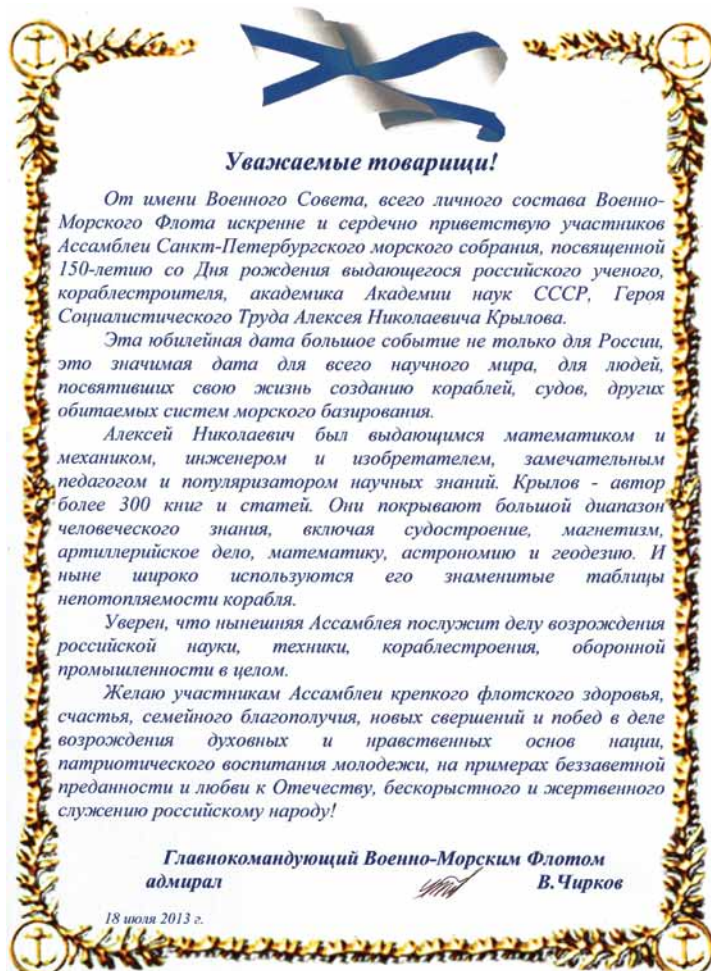 Уважаемые товарищи!
От имени Военного Совета, всего личного состава Военно-
Морского Флота искренне и сердечно приветствую участников
Ассамблеи Санкт-Петербургского морского собрания, посвященной
150-летию со Дня рождения выдающегося российского ученого,
кораблестроителя, академика Академии наук СССР, Героя
Социалистического Труда Алексея Николаевича Крылова.
Эта юбилейная дата большое событие не только для России,
это значимая дата для всего научного мира, для людей,
посвятивших свою жизнь созданию кораблей, судов, других
обитаемых систем морского базирования.
Алексей Николаевич был выдающимся математиком и
механиком, инженером и изобретателем, замечательным
педагогом и популяризатором научных знаний. Крылов - автор
более 300 книг и статей. Они покрывают большой диапазон
человеческого знания, включая судостроение, магнетизм,
артиллерийское дело, математику, астрономию и геодезию. И
ныне широко используются его знаменитые таблицы
непотопляемости корабля.
Уверен, что нынешняя Ассамблея послужит делу возрождения
российской науки, техники, кораблестроения, оборонной
промышленности в целом.
Желаю участникам Ассамблеи крепкого флотского здоровья,
счастья, семейного благополучия, новых свершений и побед в деле
возрождения духовных и нравственных основ нации,
патриотического воспитания молодежи, на примерах беззаветной
преданности и любви к Отечеству, бескорыстного и жертвенного
служению российскому народу!
Главнокомандующий Военно-Морским Флотом
адмирал В.Чирков
18 июля 2013 г.